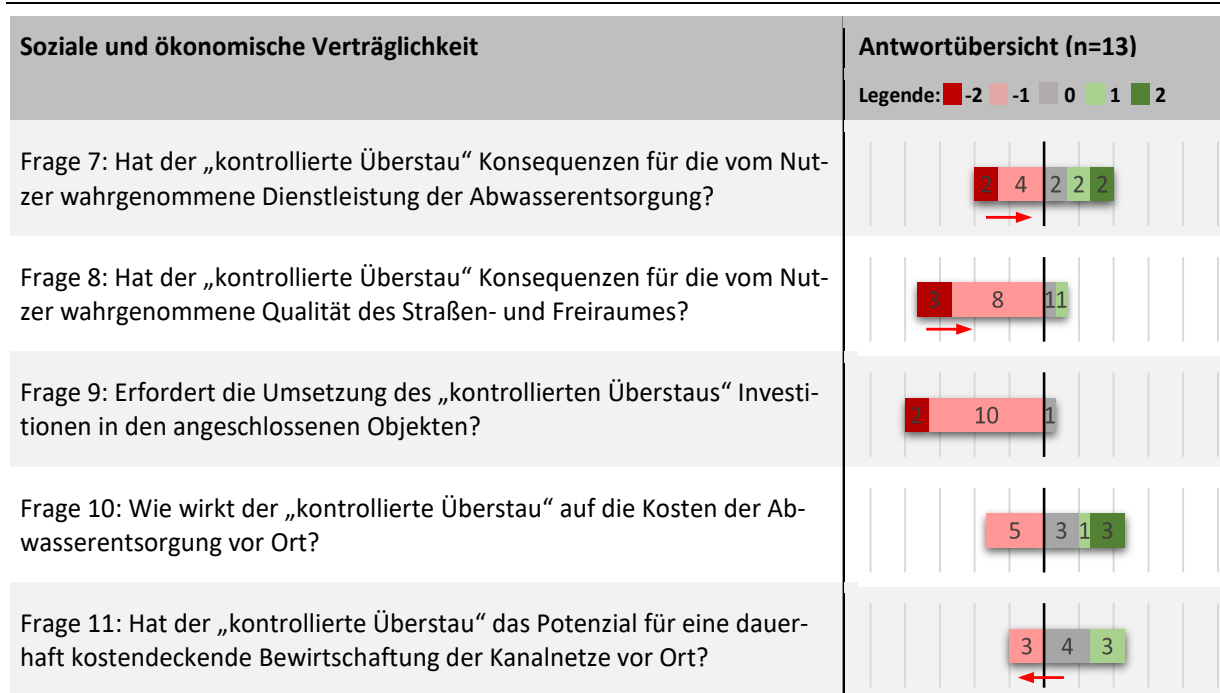 Soziale und ökonomische Verträglichkeit
Antwortübersicht (n=13)
Legende: -2 -1 0 1 2
Frage 7: Hat der „kontrollierte Überstau“ Konsequenzen für die vom Nut-
zer wahrgenommene Dienstleistung der Abwasserentsorgung?
2 4 2 2 2
Frage 8: Hat der „kontrollierte Überstau“ Konsequenzen für die vom Nut-
zer wahrgenommene Qualität des Straßen- und Freiraumes?
3 8 1 1
Frage 9: Erfordert die Umsetzung des „kontrollierten Überstaus“ Investi-
tionen in den angeschlossenen Objekten?
2 10 1
Frage 10: Wie wirkt der „kontrollierte Überstau“ auf die Kosten der Ab-
wasserentsorgung vor Ort?
5 3 1 3
Frage 11: Hat der „kontrollierte Überstau“ das Potenzial für eine dauer-
haft kostendeckende Bewirtschaftung der Kanalnetze vor Ort?
3 4 3